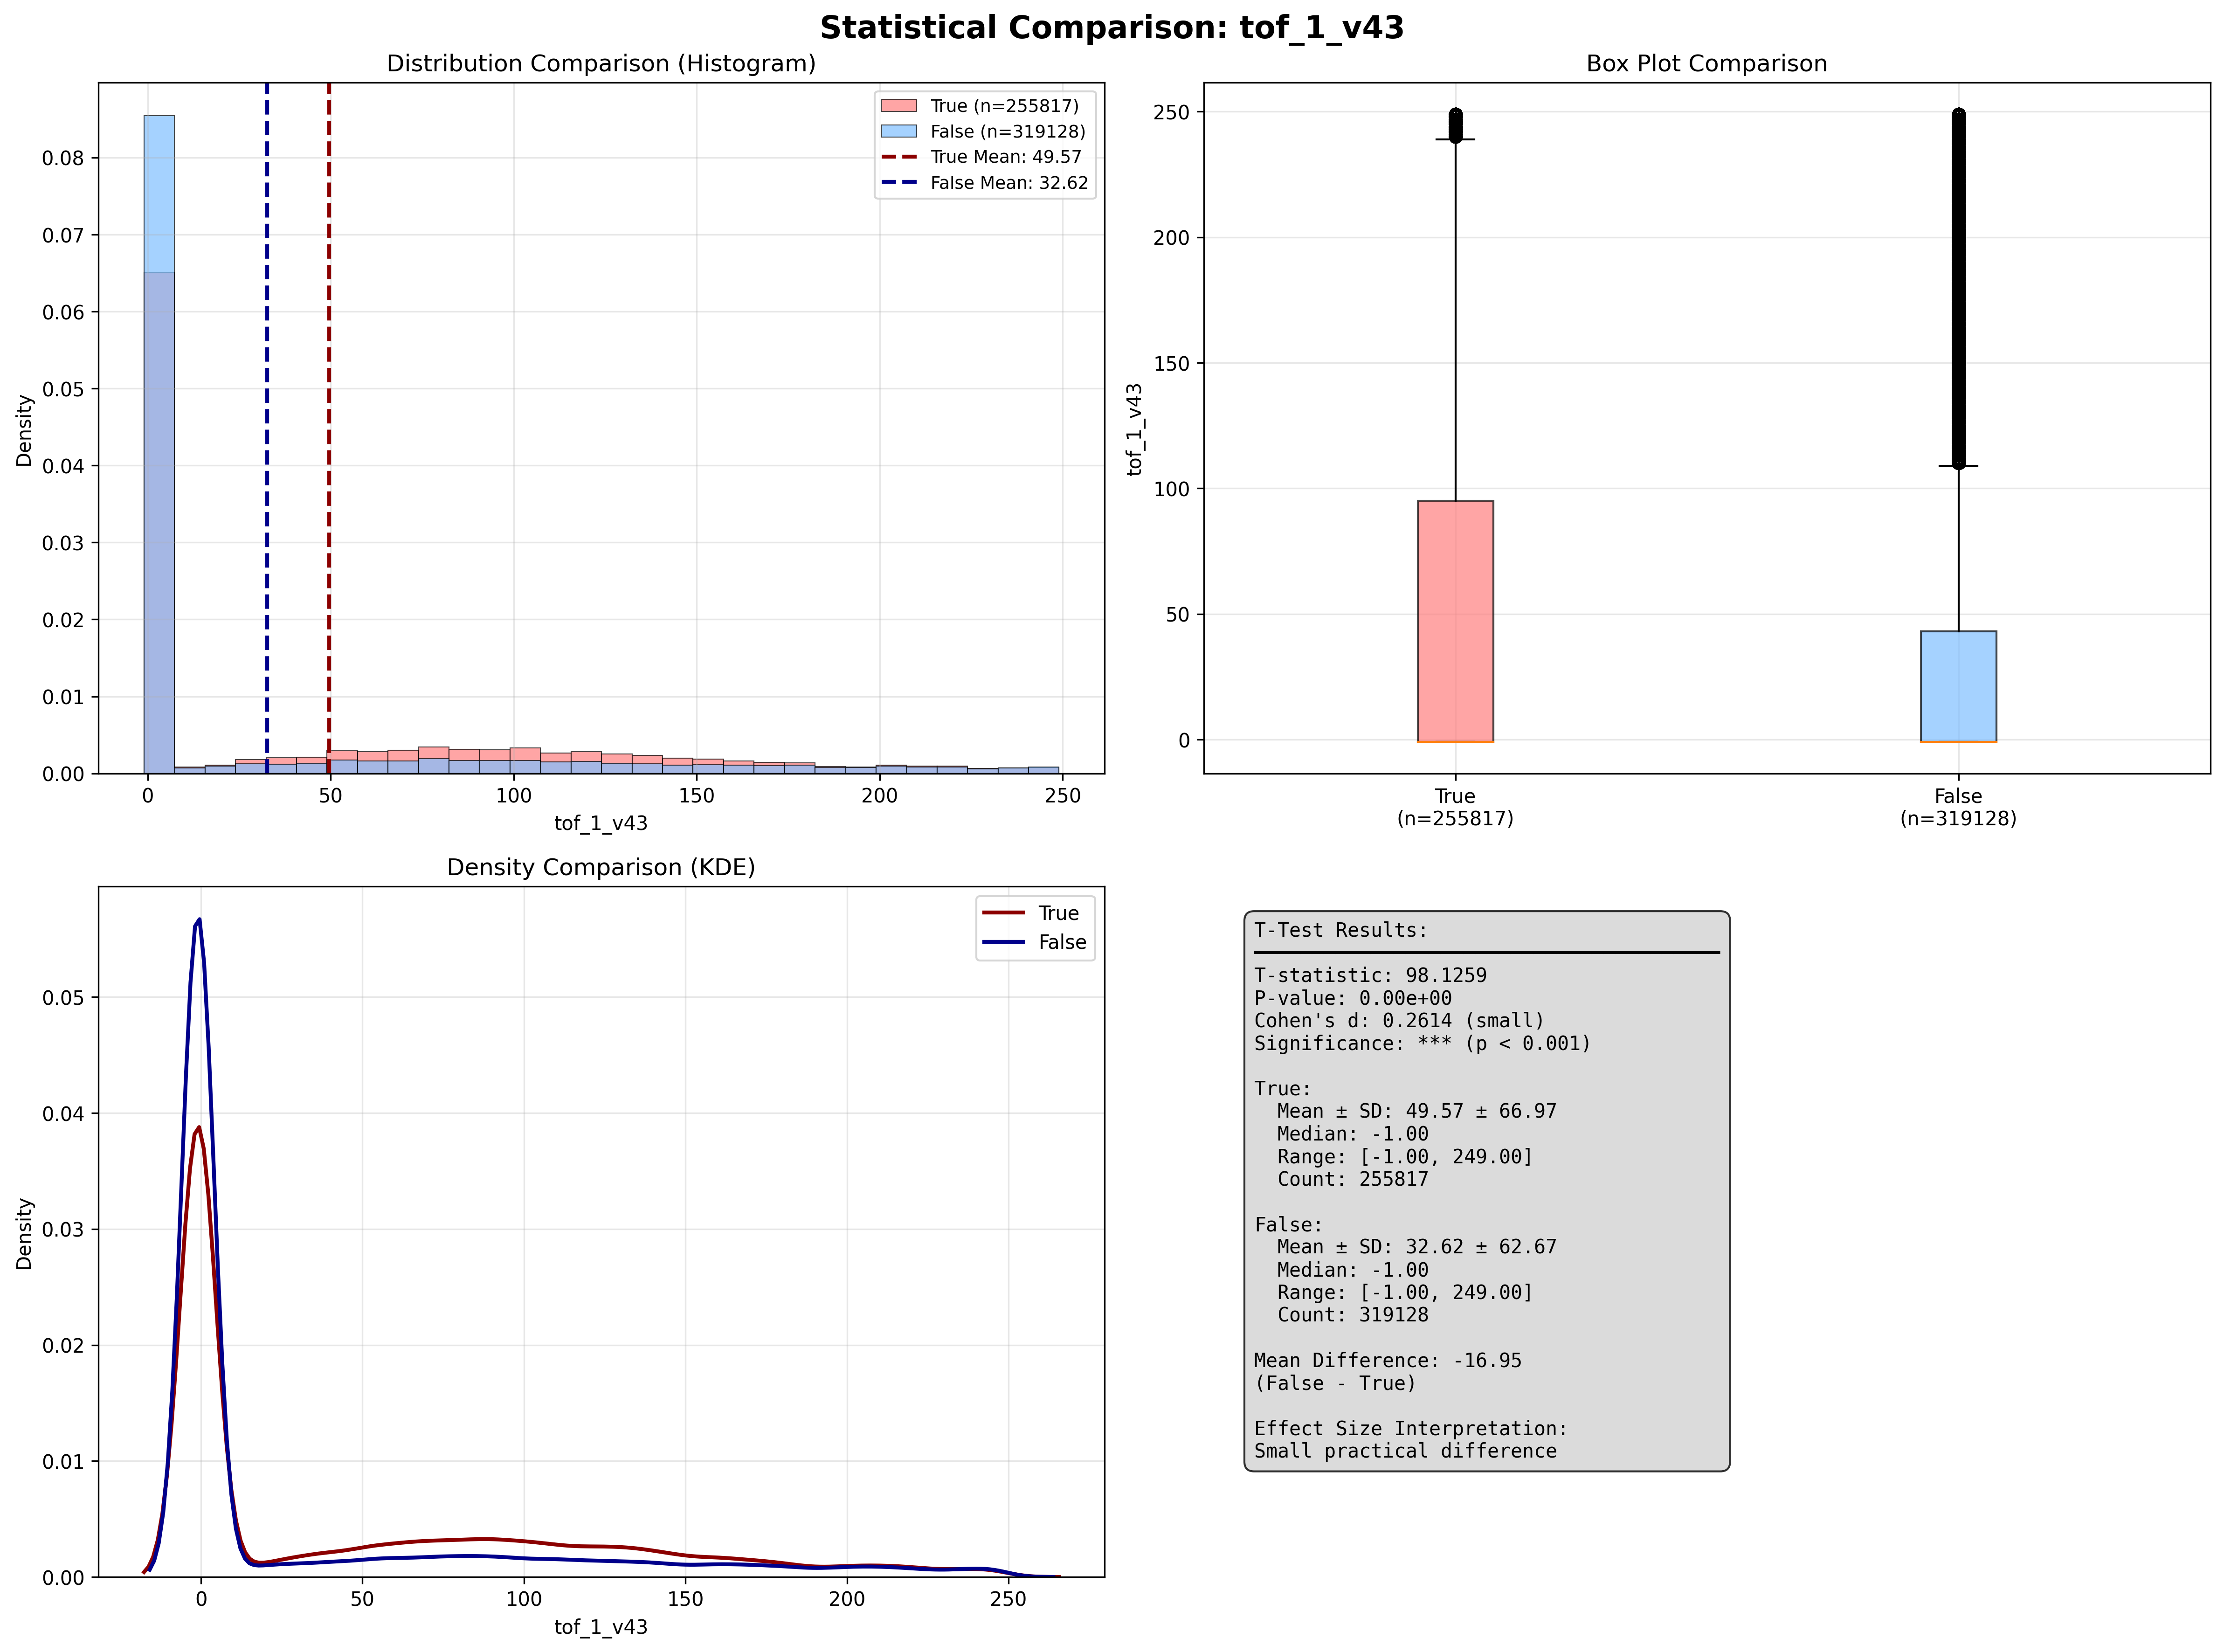 Statistical Comparison: tof_1_v43
Distribution Comparison (Histogram)
Density
0.08
0.07
0.06
0.05
0.04
0.03
0.02
0.01
0.00
0 50 100 150 200 250
tof_1_v43
True (n=255817)
False (n=319128)
True Mean: 49.57
False Mean: 32.62
Box Plot Comparison
tof_1_v43
250
200
150
100
50
0
True
(n=255817)
False
(n=319128)
Density Comparison (KDE)
Density
0.05
0.04
0.03
0.02
0.01
0.00
0 50 100 150 200 250
tof_1_v43
True
False
T-Test Results:
T-statistic: 98.1259
P-value: 0.00e+00
Cohen's d: 0.2614 (small)
Significance: *** (p < 0.001)
True:
Mean ± SD: 49.57 ± 66.97
Median: -1.00
Range: [-1.00, 249.00]
Count: 255817
False:
Mean ± SD: 32.62 ± 62.67
Median: -1.00
Range: [-1.00, 249.00]
Count: 319128
Mean Difference: -16.95
(False - True)
Effect Size Interpretation:
Small practical difference